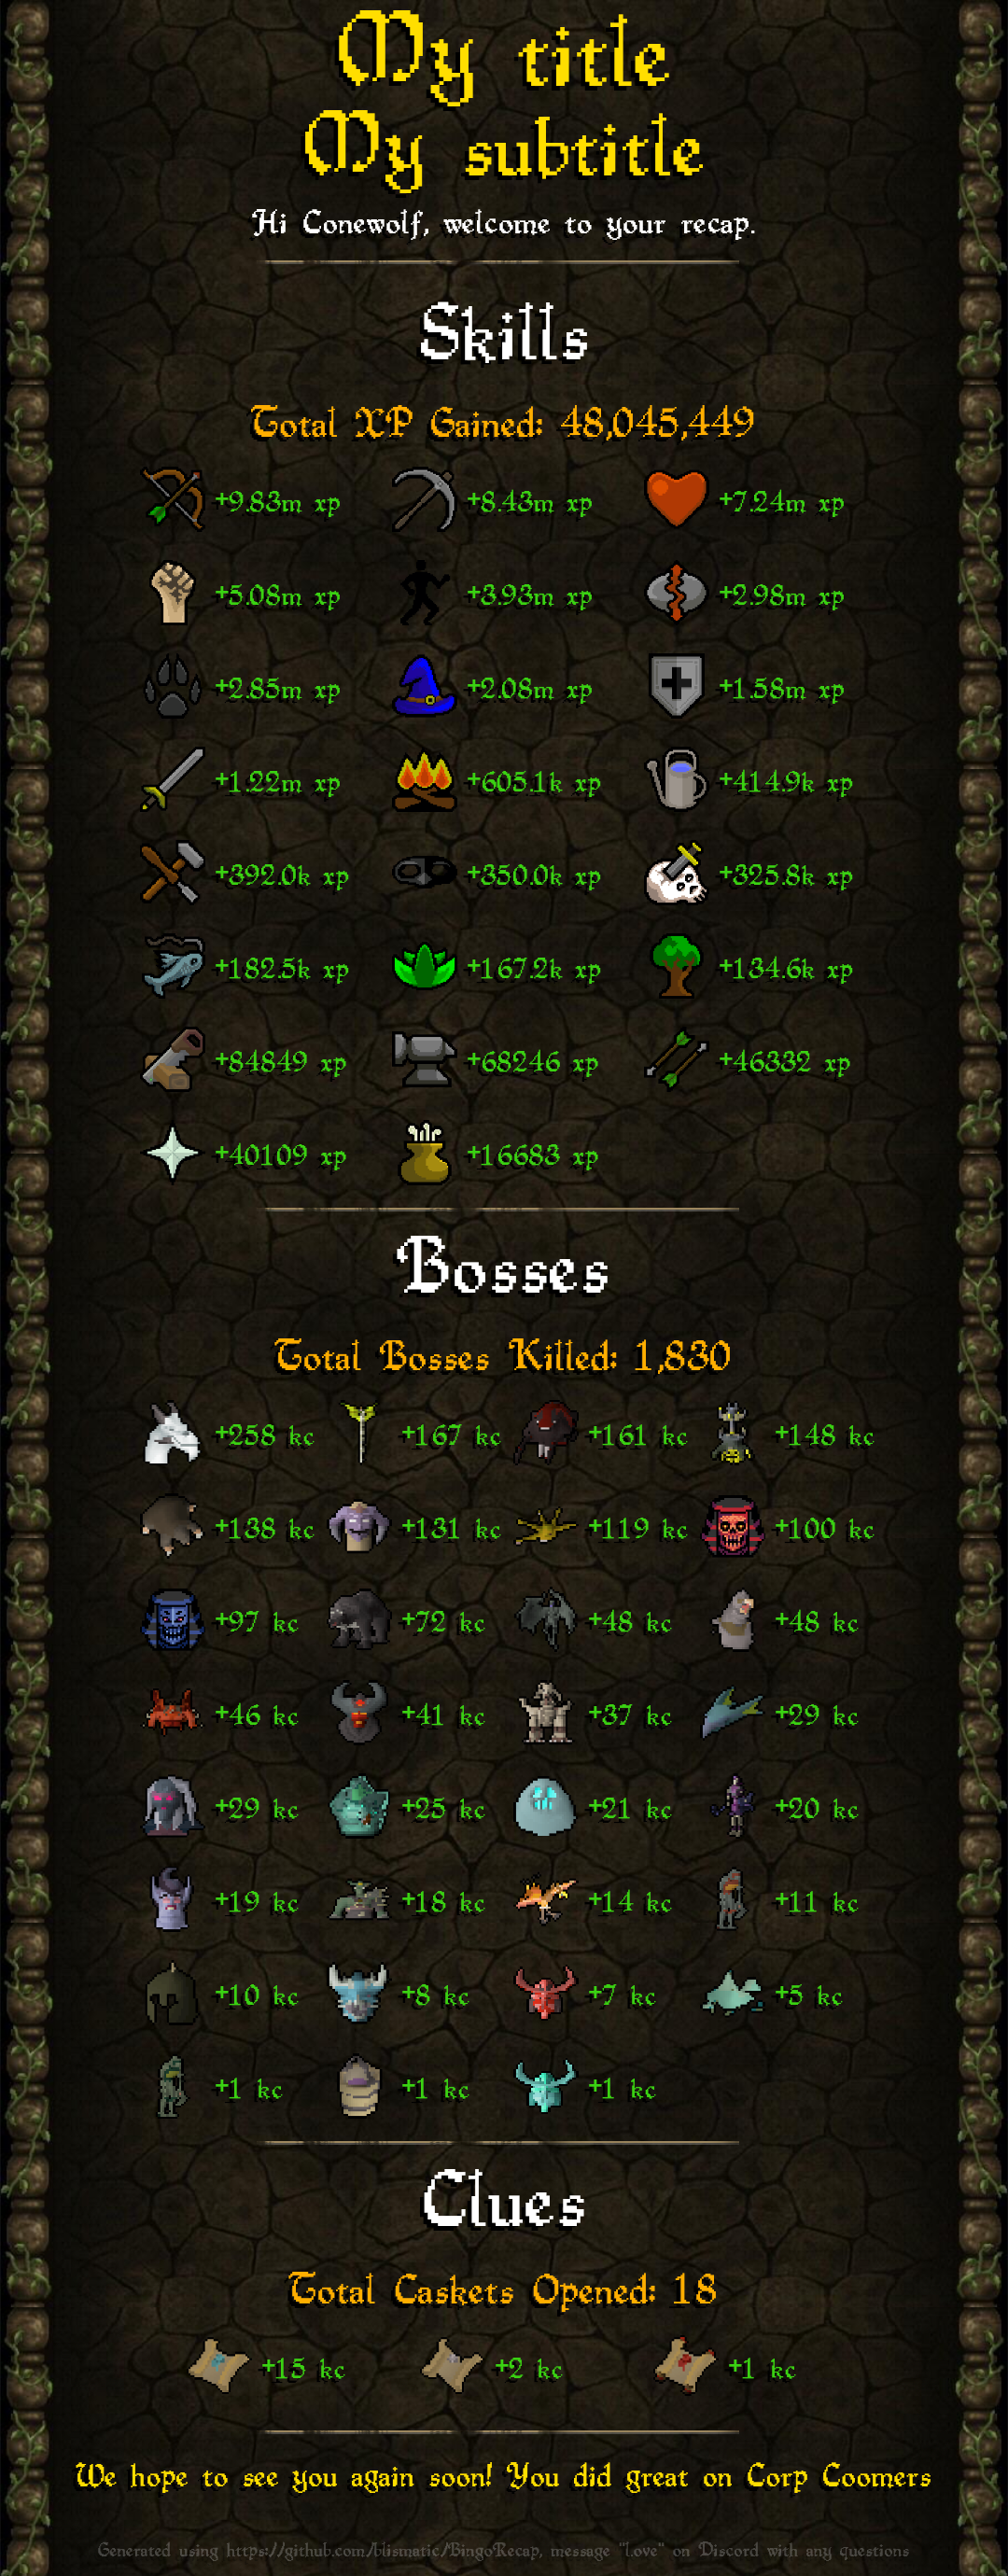 My title
My subtitle
Hi Conewolf, welcome to your recap.
Skills
Total XP Gained: 48,045,449
+9.83m xp +8.43m xp +7.24m xp
+5.08m xp +3.93m xp +2.98m xp
+2.85m xp +2.08m xp +1.58m xp
+1.22m xp +605.1k xp +414.9k xp
+392.0k xp +350.0k xp +325.8k xp
+182.5k xp +167.2k xp +134.6k xp
+84849 xp +68246 xp +46332 xp
+40109 xp +16683 xp
Bosses
Total Bosses Killed: 1,830
+258 kc +167 kc +161 kc +148 kc
+138 kc +131 kc +119 kc +100 kc
+97 kc +72 kc +48 kc +48 kc
+46 kc +41 kc +37 kc +29 kc
+29 kc +25 kc +21 kc +20 kc
+19 kc +18 kc +14 kc +11 kc
+10 kc +8 kc +7 kc +5 kc
+1 kc +1 kc +1 kc
Clues
Total Caskets Opened: 18
+15 kc +2 kc +1 kc
We hope to see you again soon! You did great on Corp Coomers
Generated using https://github.com/blismatic/BingoRecap, message "love" on Discord with any questions